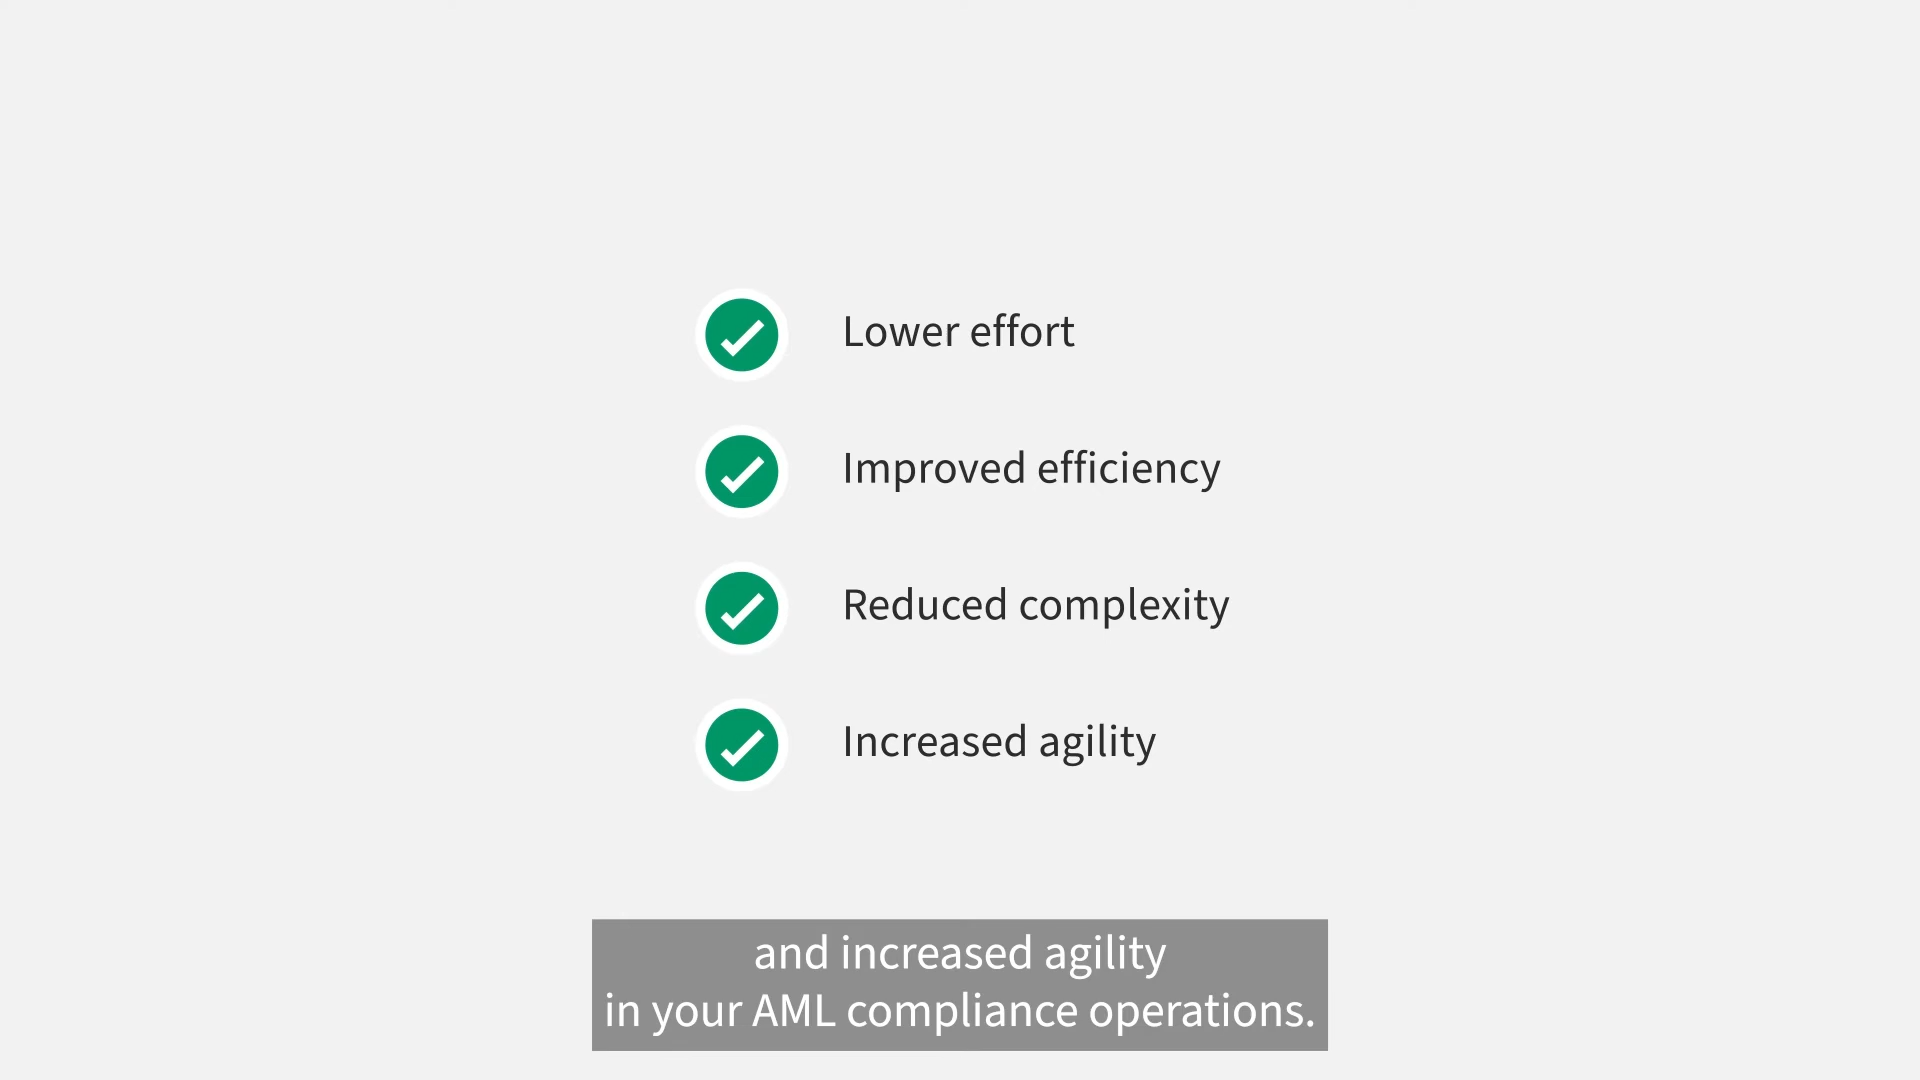 Lower effort
Improved efficiency
Reduced complexity
Increased agility
and increased agility
in your AML compliance operations.